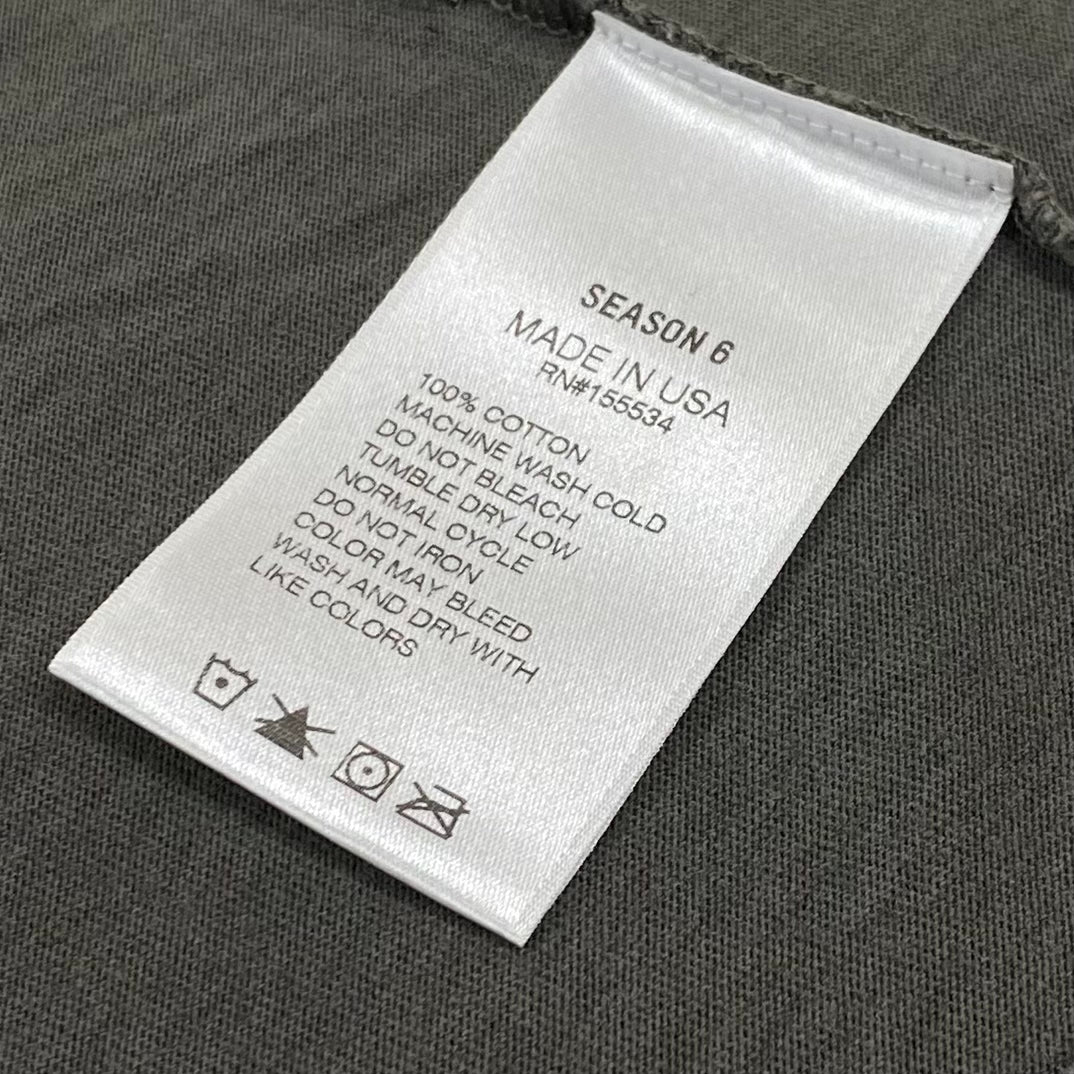 SEASON 6
MADE IN USA
RN#155534
100% COTTON
MACHINE WASH COLD
DO NOT BLEACH
TUMBLE DRY LOW
NORMAL CYCLE
DO NOT IRON
COLOR MAY BLEED
WASH AND DRY WITH
LIKE COLORS